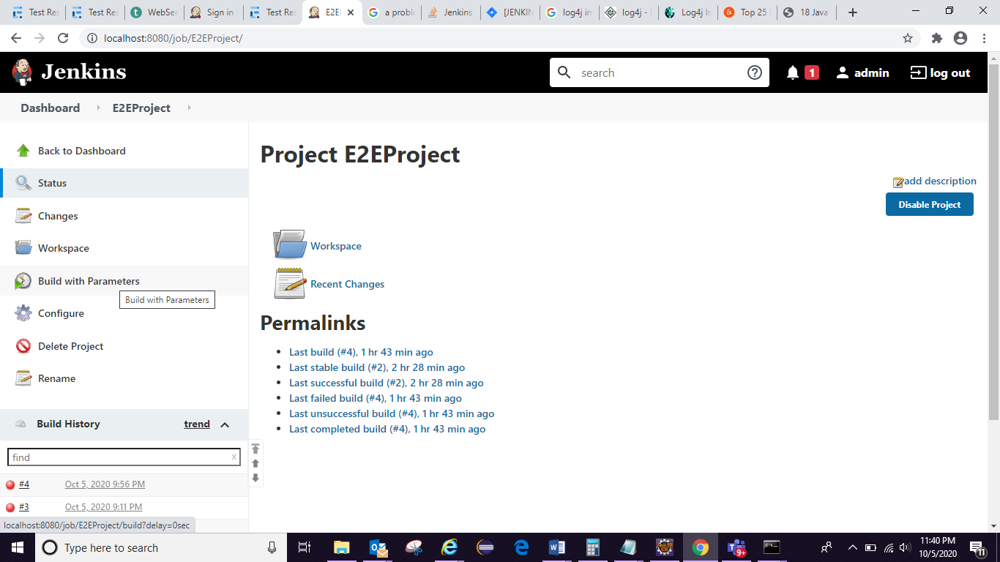 Test Res
Test Res
WebSer
Sign in
Test Res
E2EI
a proble
Jenkins
[JENKIN
log4j in
log4j -
Log4j In
Top 25
18 Java
localhost:8080/job/E2EProject/
Jenkins
search
1
admin
log out
Dashboard
E2EProject
Back to Dashboard
Status
Changes
Workspace
Build with Parameters
Build with Parameters
Configure
Delete Project
Rename
Project E2EProject
add description
Disable Project
Workspace
Recent Changes
Permalinks
Last build (#4), 1 hr 43 min ago
Last stable build (#2), 2 hr 28 min ago
Last successful build (#2), 2 hr 28 min ago
Last failed build (#4), 1 hr 43 min ago
Last unsuccessful build (#4), 1 hr 43 min ago
Last completed build (#4), 1 hr 43 min ago
Build History
trend
find
x
#4 Oct 5, 2020 9:56 PM
#3 Oct 5, 2020 9:11 PM
localhost:8080/job/E2EProject/build?delay=0sec
Type here to search
9+
11:40 PM
10/5/2020
11